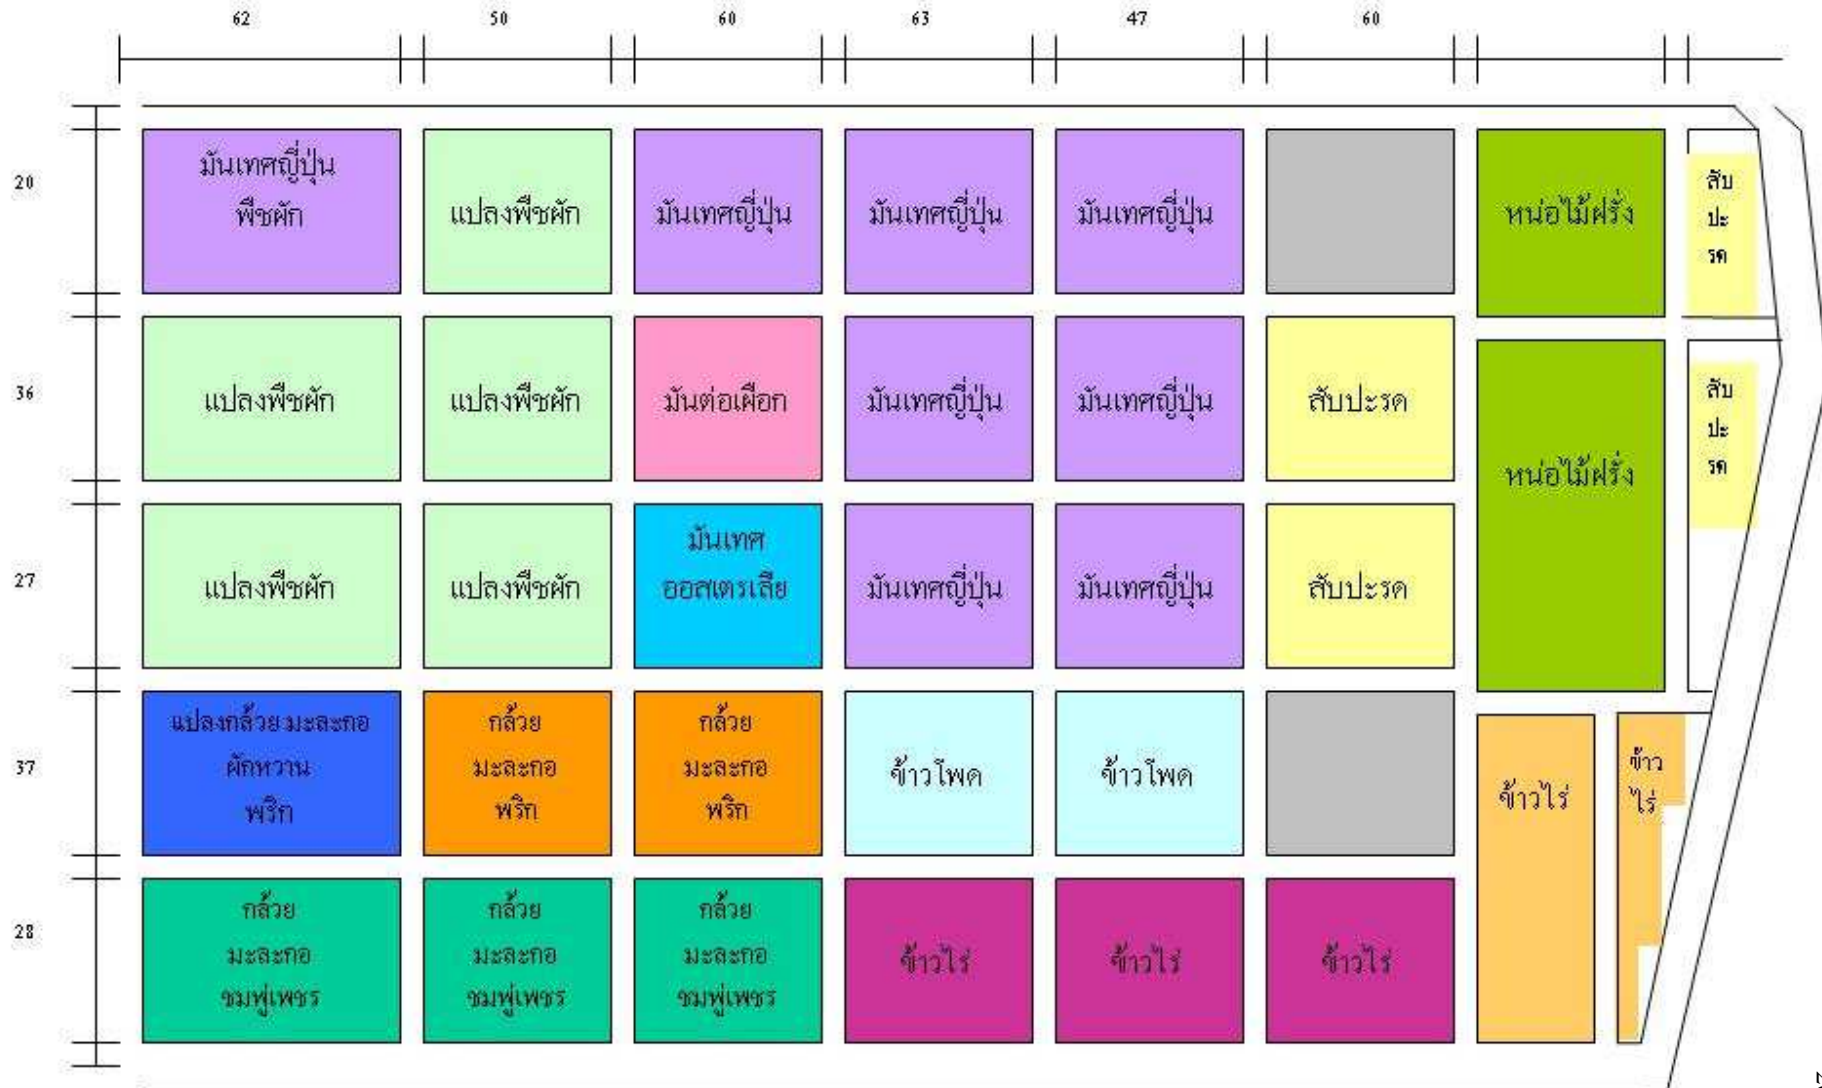 62 50 60 63 47 60
20
มันเทศญี่ปุ่น
พืชผัก
แปลงพืชผัก
มันเทศญี่ปุ่น
มันเทศญี่ปุ่น
มันเทศญี่ปุ่น
หน่อไม้ฝรั่ง
สับ
ปะ
รด
36
แปลงพืชผัก
แปลงพืชผัก
มันต่อเผือก
มันเทศญี่ปุ่น
มันเทศญี่ปุ่น
สับปะรด
หน่อไม้ฝรั่ง
สับ
ปะ
รด
27
แปลงพืชผัก
แปลงพืชผัก
มันเทศ
ออสเตรเลีย
มันเทศญี่ปุ่น
มันเทศญี่ปุ่น
สับปะรด
37
แปลงกล้วย มะละกอ
ผักหวาน
พริก
กล้วย
มะละกอ
พริก
กล้วย
มะละกอ
พริก
ข้าวโพด
ข้าวโพด
ข้าวไร่
ข้าว
ไร่
28
กล้วย
มะละกอ
ชมพู่เพชร
กล้วย
มะละกอ
ชมพู่เพชร
กล้วย
มะละกอ
ชมพู่เพชร
ข้าวไร่
ข้าวไร่
ข้าวไร่